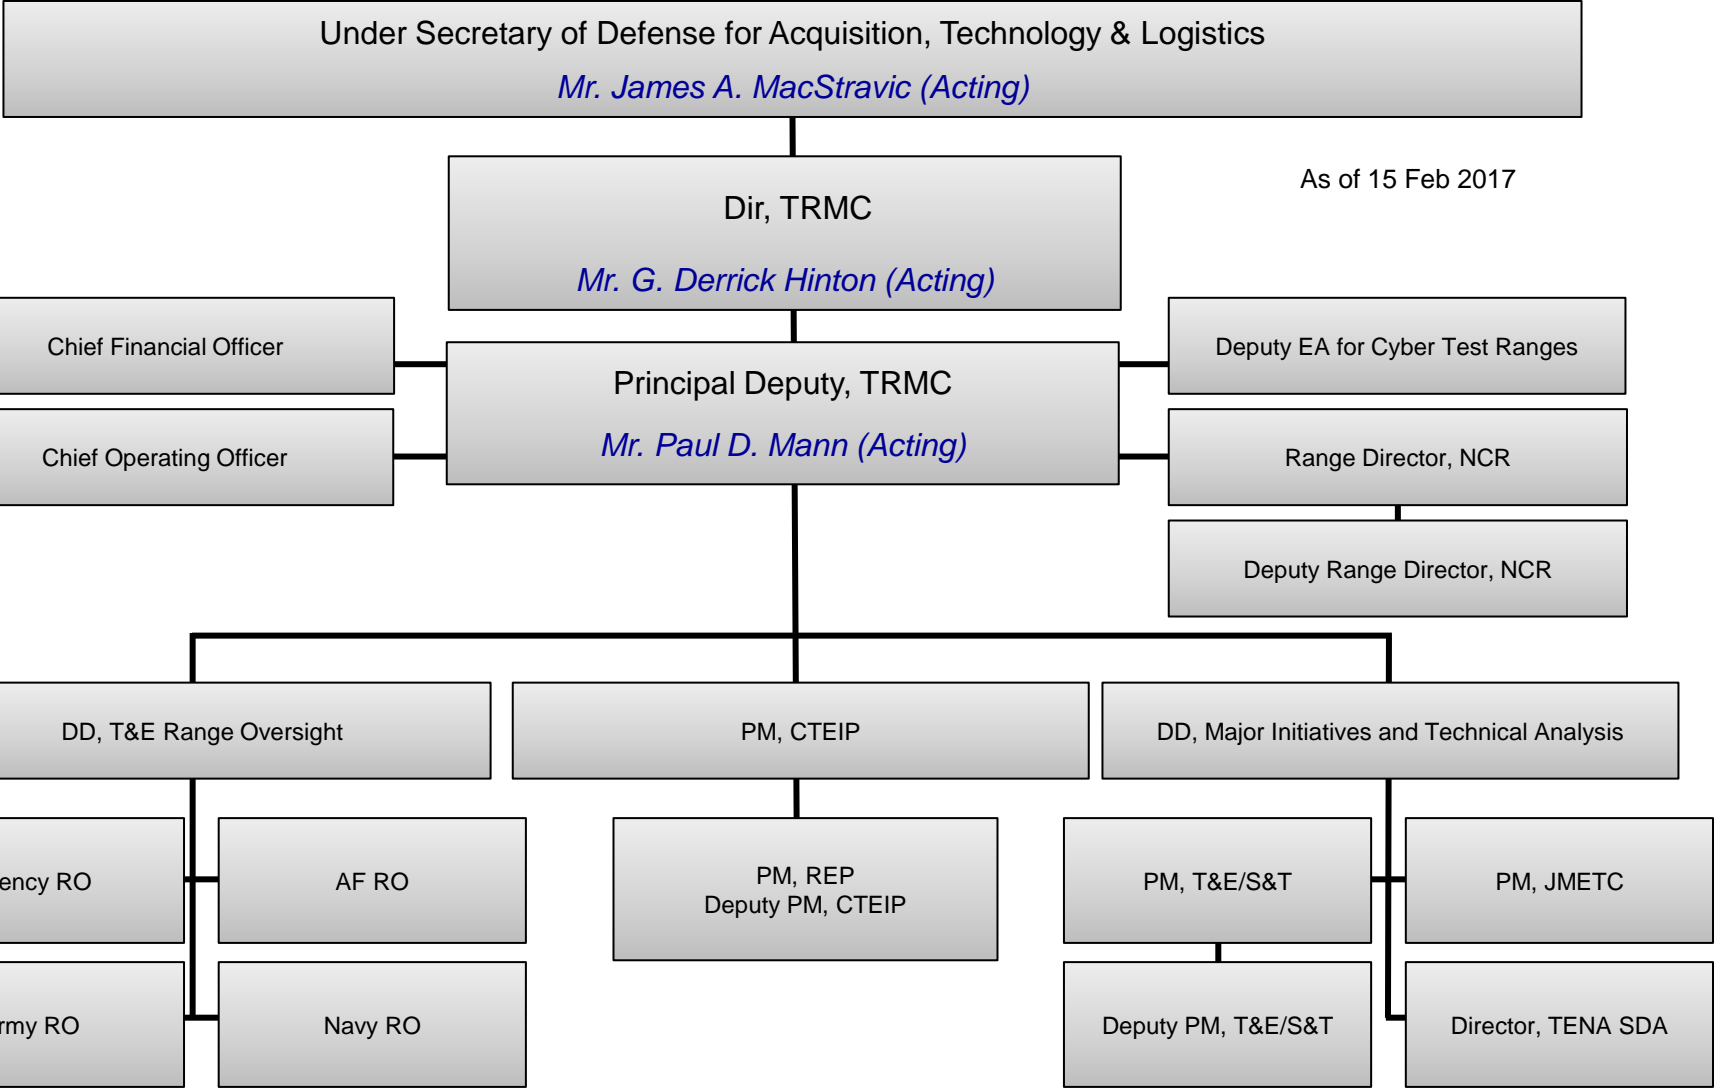 Under Secretary of Defense for Acquisition, Technology & Logistics
Mr. James A. MacStravic (Acting)
As of 15 Feb 2017
Dir, TRMC
Mr. G. Derrick Hinton (Acting)
Chief Financial Officer
Principal Deputy, TRMC
Mr. Paul D. Mann (Acting)
Deputy EA for Cyber Test Ranges
Chief Operating Officer
Range Director, NCR
Deputy Range Director, NCR
DD, T&E Range Oversight
PM, CTEIP
DD, Major Initiatives and Technical Analysis
RO
AF RO
PM, REP
Deputy PM, CTEIP
PM, T&E/S&T
PM, JMETC
RO
Navy RO
Deputy PM, T&E/S&T
Director, TENA SDA